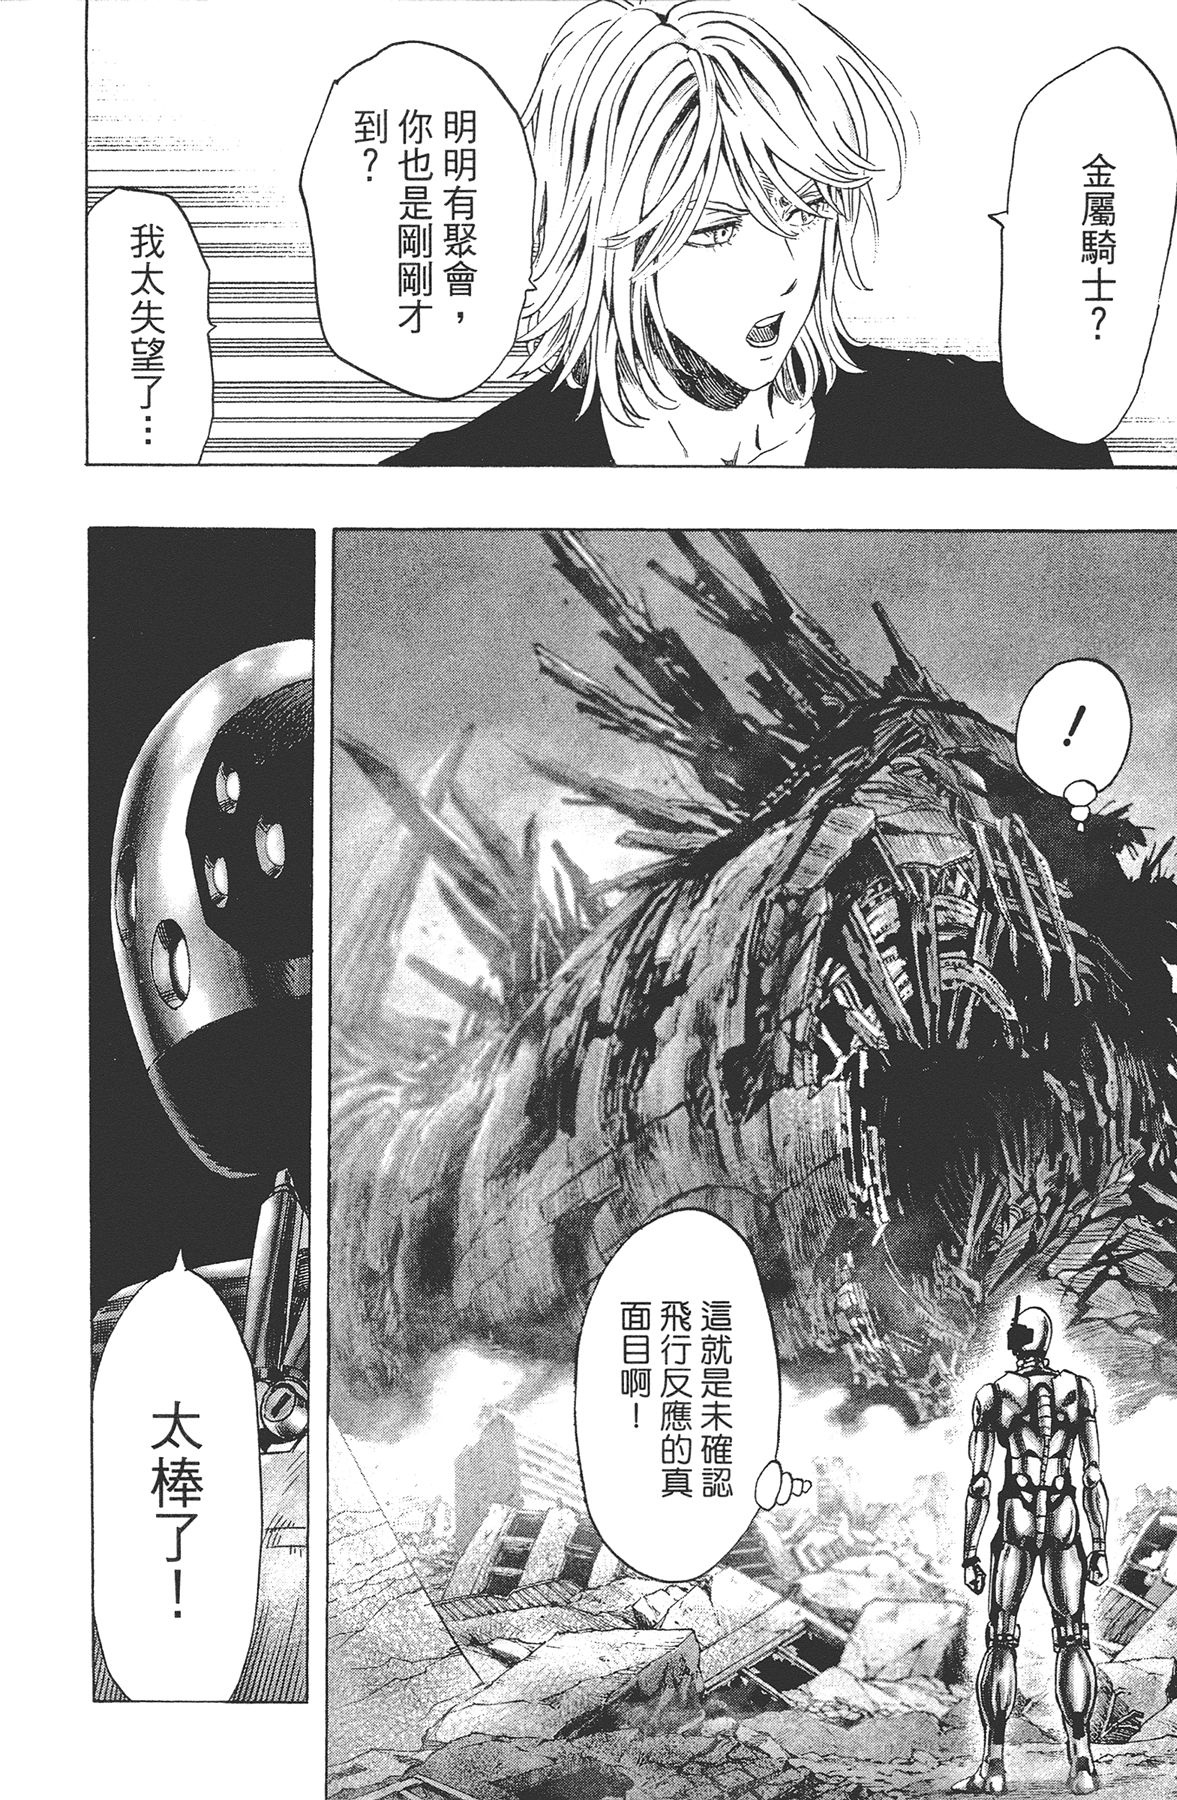 金屬騎士？
明明有聚會，
你也是剛剛才
到？
我太失望了…
！
這就是未確認
飛行反應的真
面目啊！
太棒了！